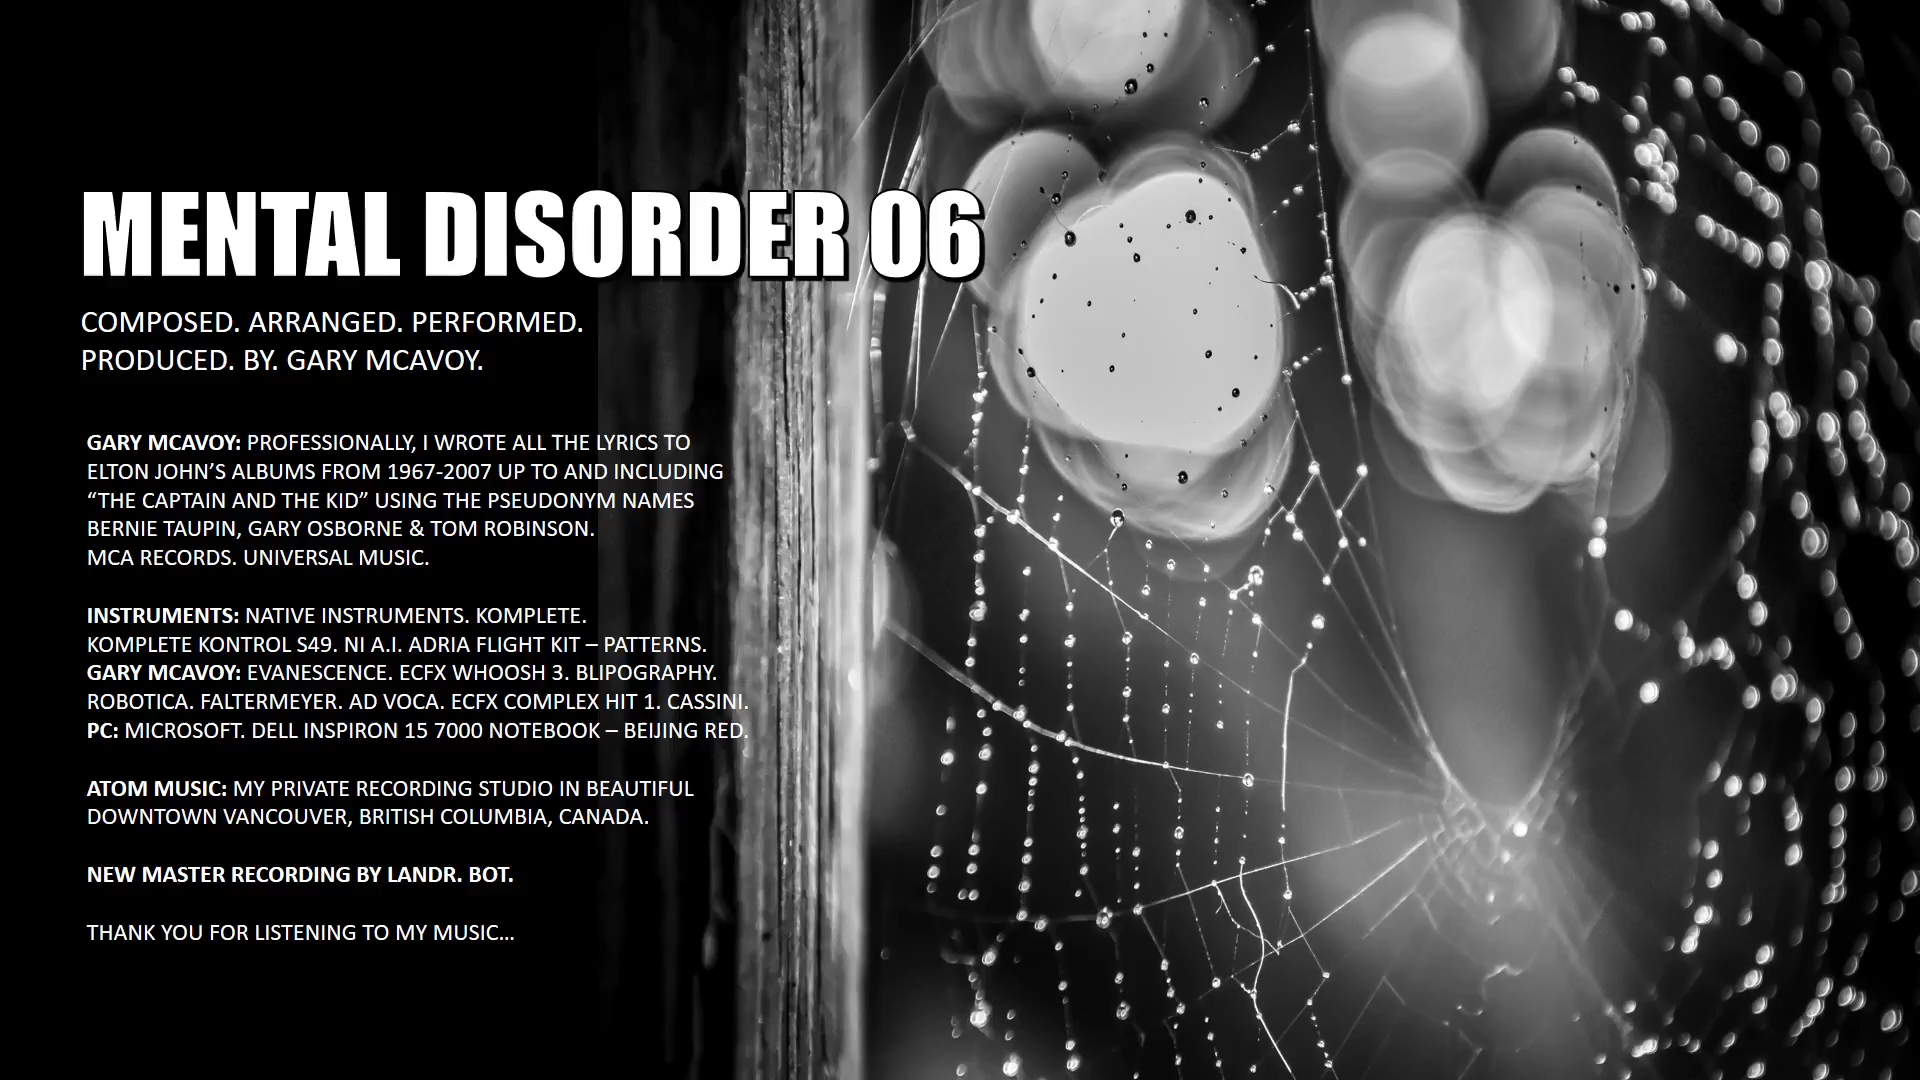 MENTAL DISORDER 06
COMPOSED. ARRANGED. PERFORMED.
PRODUCED. BY. GARY MCAVOY.
GARY MCAVOY: PROFESSIONALLY, I WROTE ALL THE LYRICS TO
ELTON JOHN’S ALBUMS FROM 1967-2007 UP TO AND INCLUDING
“THE CAPTAIN AND THE KID” USING THE PSEUDONYM NAMES
BERNIE TAUPIN, GARY OSBORNE & TOM ROBINSON.
MCA RECORDS. UNIVERSAL MUSIC.
INSTRUMENTS: NATIVE INSTRUMENTS. KOMPLETE.
KOMPLETE KONTROL S49. NI A.I. ADRIA FLIGHT KIT – PATTERNS.
GARY MCAVOY: EVANESCENCE. ECFX WHOOSH 3. BLIPOGRAPHY.
ROBOTICA. FALTERMEYER. AD VOCA. ECFX COMPLEX HIT 1. CASSINI.
PC: MICROSOFT. DELL INSPIRON 15 7000 NOTEBOOK – BEIJING RED.
ATOM MUSIC: MY PRIVATE RECORDING STUDIO IN BEAUTIFUL
DOWNTOWN VANCOUVER, BRITISH COLUMBIA, CANADA.
NEW MASTER RECORDING BY LANDR. BOT.
THANK YOU FOR LISTENING TO MY MUSIC…